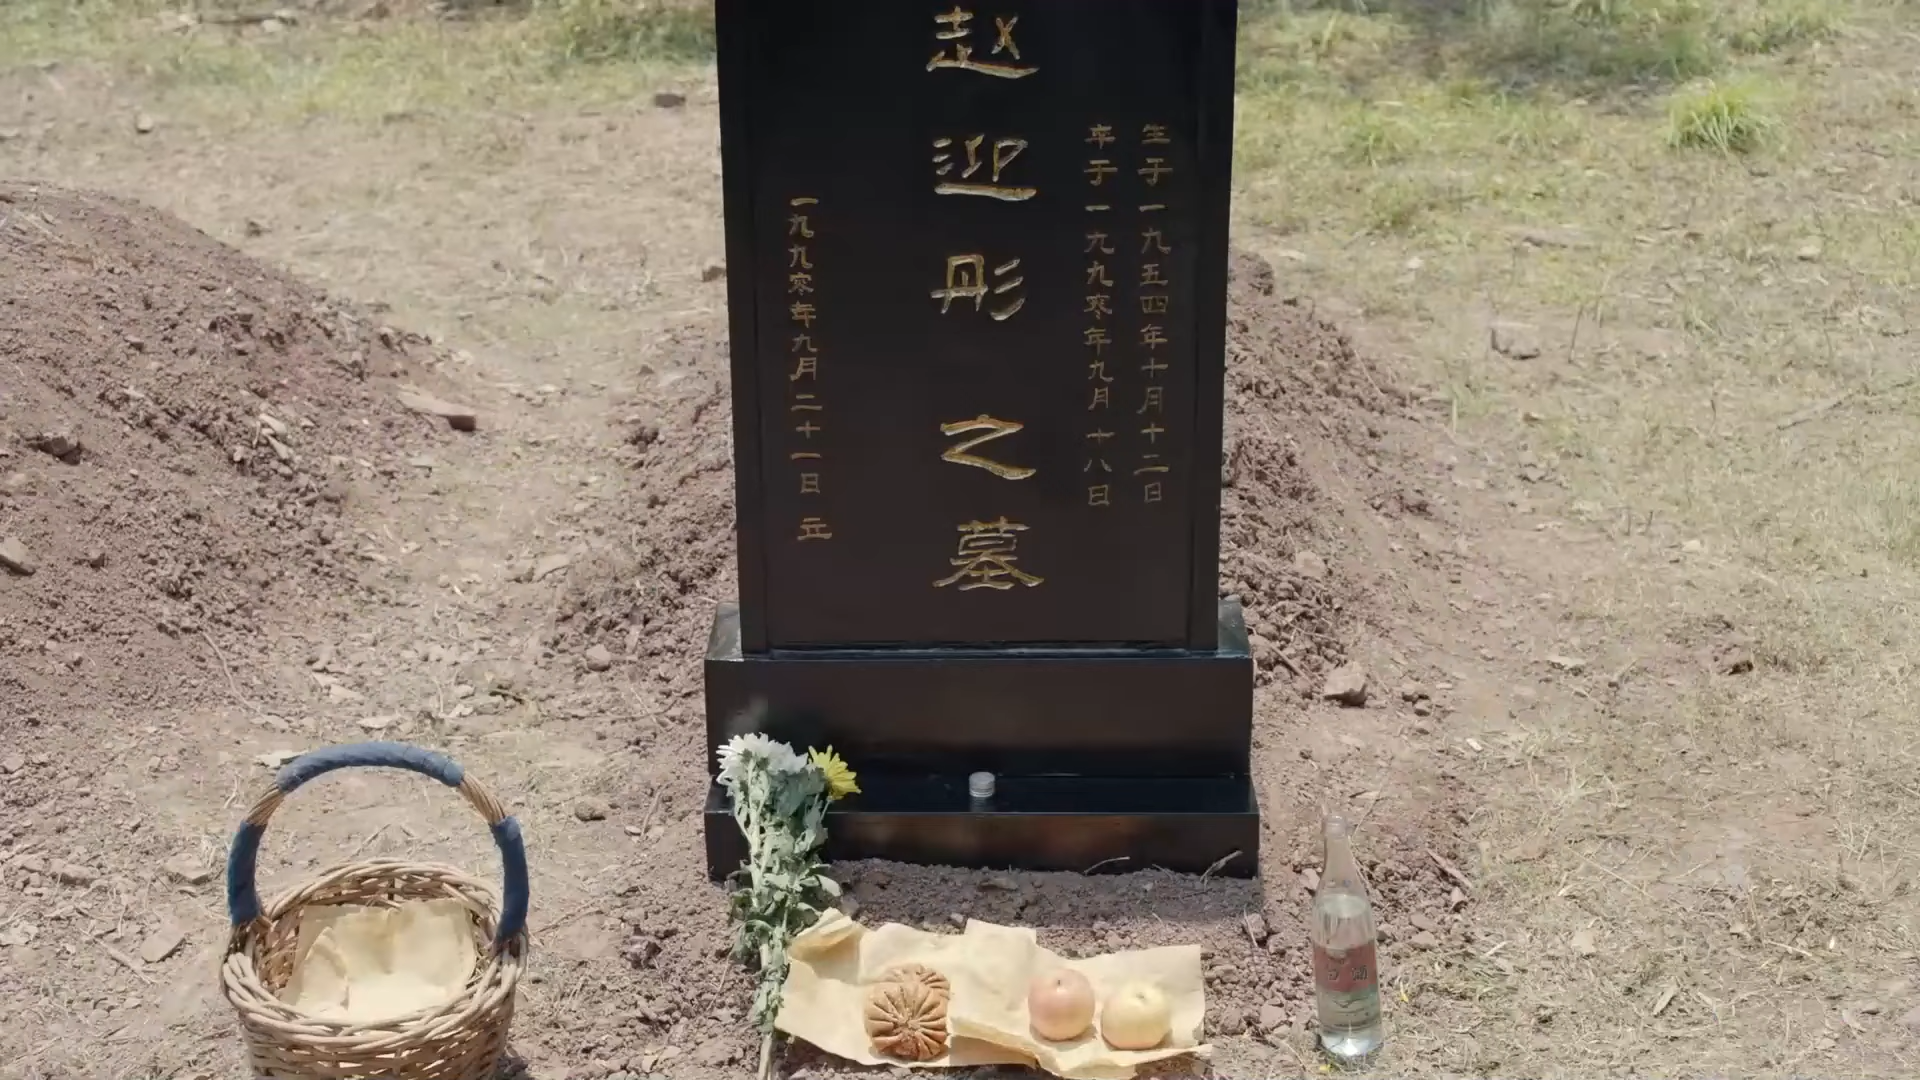 生于一九五四年十月十二日
卒于一九九零年九月十八日
赵迎彤之墓
一九九零年九月二十一日 立
白酒